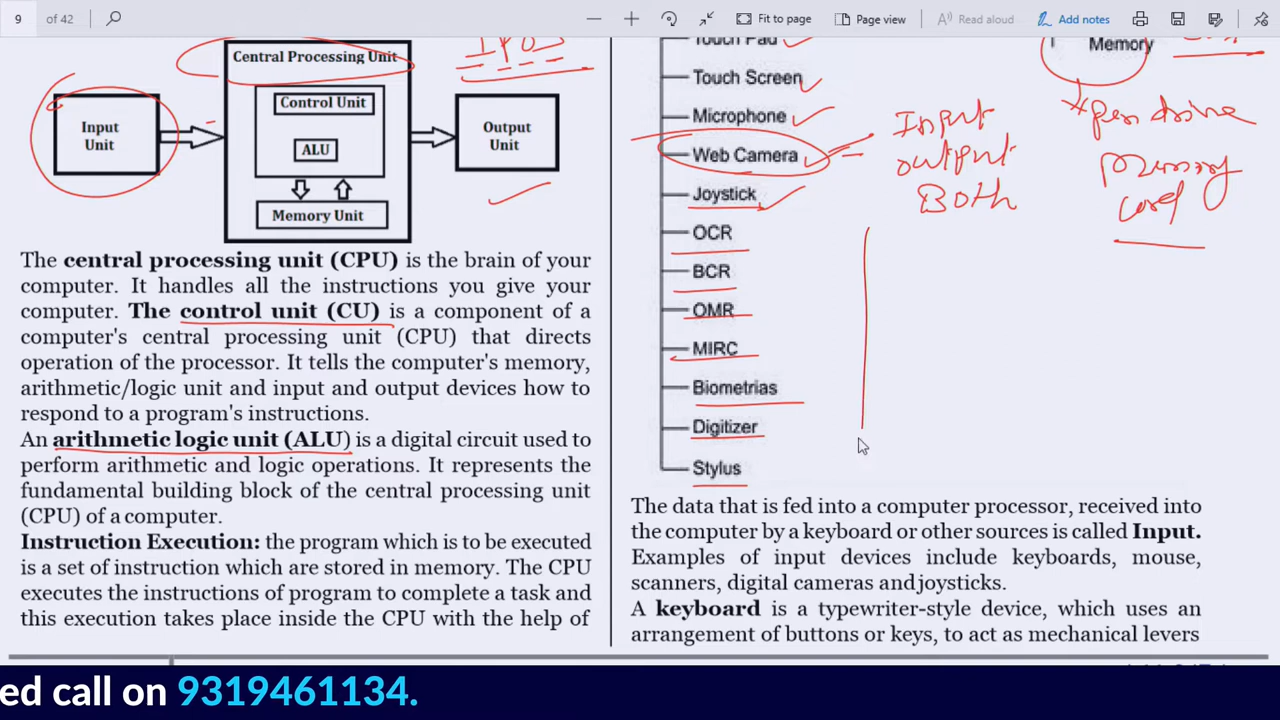 9 of 42
Fit to page
Page view
Read aloud
Add notes
Central Processing Unit
Control Unit
ALU
Memory Unit
Input
Unit
Output
Unit
IPOS
The central processing unit (CPU) is the brain of your
computer. It handles all the instructions you give your
computer. The control unit (CU) is a component of a
computer's central processing unit (CPU) that directs
operation of the processor. It tells the computer's memory,
arithmetic/logic unit and input and output devices how to
respond to a program's instructions.
An arithmetic logic unit (ALU) is a digital circuit used to
perform arithmetic and logic operations. It represents the
fundamental building block of the central processing unit
(CPU) of a computer.
Instruction Execution: the program which is to be executed
is a set of instruction which are stored in memory. The CPU
executes the instructions of program to complete a task and
this execution takes place inside the CPU with the help of
Touch Pad
Touch Screen
Microphone
Web Camera
Joystick
OCR
BCR
OMR
MIRC
Biometrias
Digitizer
Stylus
Input
output
Both
Memory
pen drive
memory
card
The data that is fed into a computer processor, received into
the computer by a keyboard or other sources is called Input.
Examples of input devices include keyboards, mouse,
scanners, digital cameras and joysticks.
A keyboard is a typewriter-style device, which uses an
arrangement of buttons or keys, to act as mechanical levers
ed call on 9319461134.